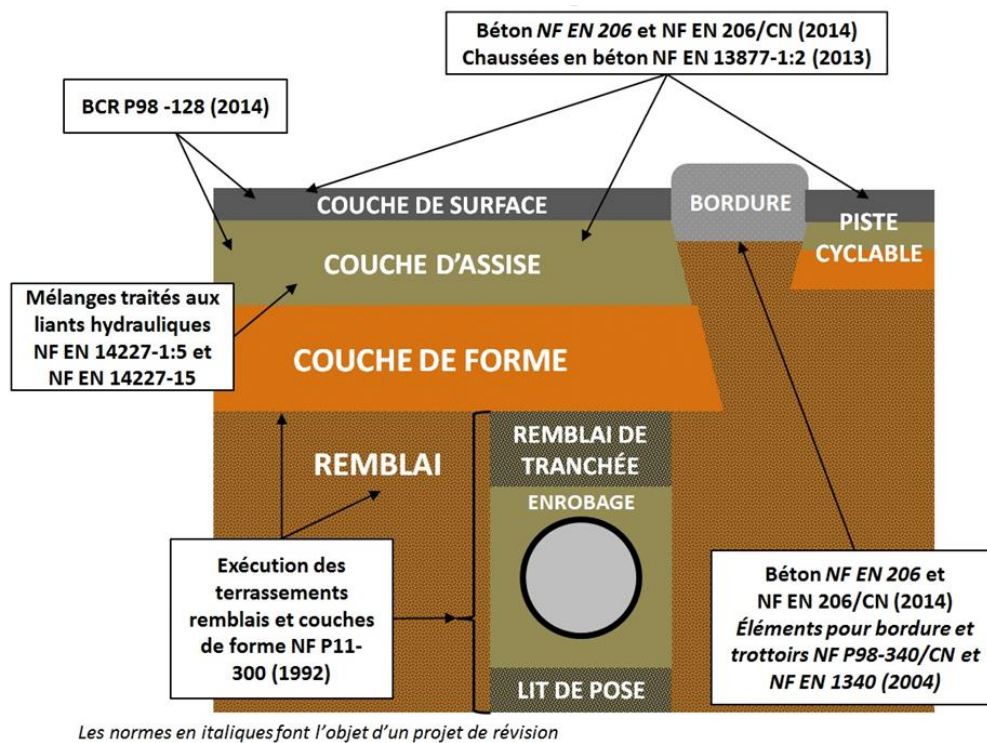 Béton NF EN 206 et NF EN 206/CN (2014)
Chaussées en béton NF EN 13877-1:2 (2013)
BCR P98 -128 (2014)
COUCHE DE SURFACE
BORDURE
PISTE
CYCLABLE
COUCHE D'ASSISE
Mélanges traités aux
liants hydrauliques
NF EN 14227-1:5 et
NF EN 14227-15
COUCHE DE FORME
REMBLAI
REMBLAI DE
TRANCHÉE
ENROBAGE
LIT DE POSE
Exécution des
terrassements
remblais et couches
de forme NF P11-
300 (1992)
Béton NF EN 206 et
NF EN 206/CN (2014)
Éléments pour bordure et
trottoirs NF P98-340/CN et
NF EN 1340 (2004)
Les normes en italiques font l'objet d'un projet de révision